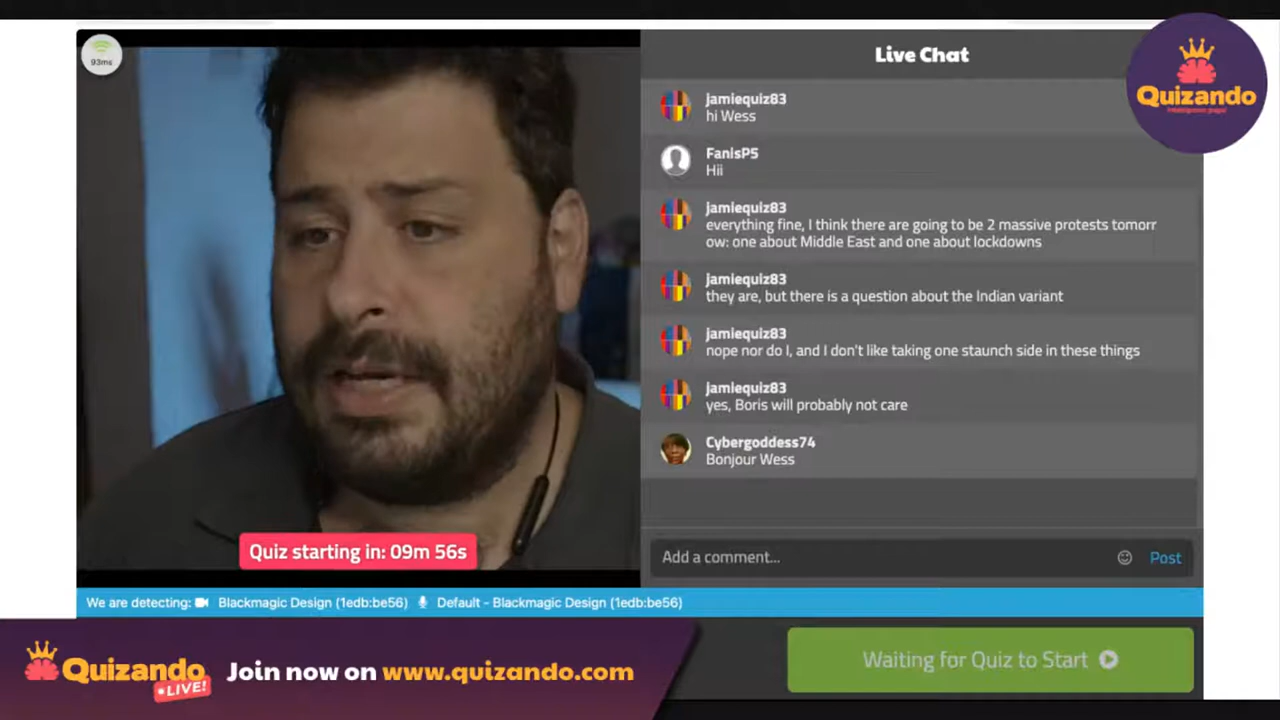 93ms
Live Chat
Quizando
jamiequiz83
hi Wess
FanisP5
Hii
jamiequiz83
everything fine, I think there are going to be 2 massive protests tomorr
ow: one about Middle East and one about lockdowns
jamiequiz83
they are, but there is a question about the Indian variant
jamiequiz83
nope nor do I, and I don't like taking one staunch side in these things
jamiequiz83
yes, Boris will probably not care
Cybergoddess74
Bonjour Wess
Quiz starting in: 09m 56s
Add a comment...
Post
We are detecting: Blackmagic Design (1edb:be56) Default - Blackmagic Design (1edb:be56)
Quizando
LIVE!
Join now on www.quizando.com
Waiting for Quiz to Start